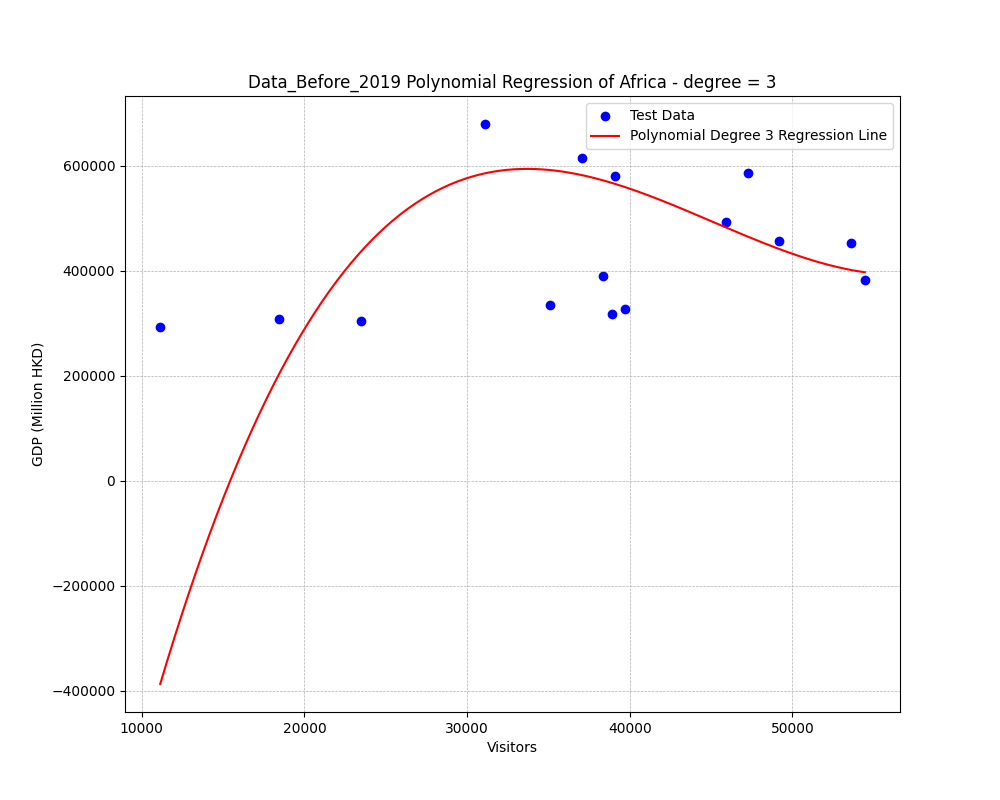 Data_Before_2019 Polynomial Regression of Africa - degree = 3
Test Data
Polynomial Degree 3 Regression Line
GDP (Million HKD)
600000
400000
200000
0
−200000
−400000
10000 20000 30000 40000 50000
Visitors